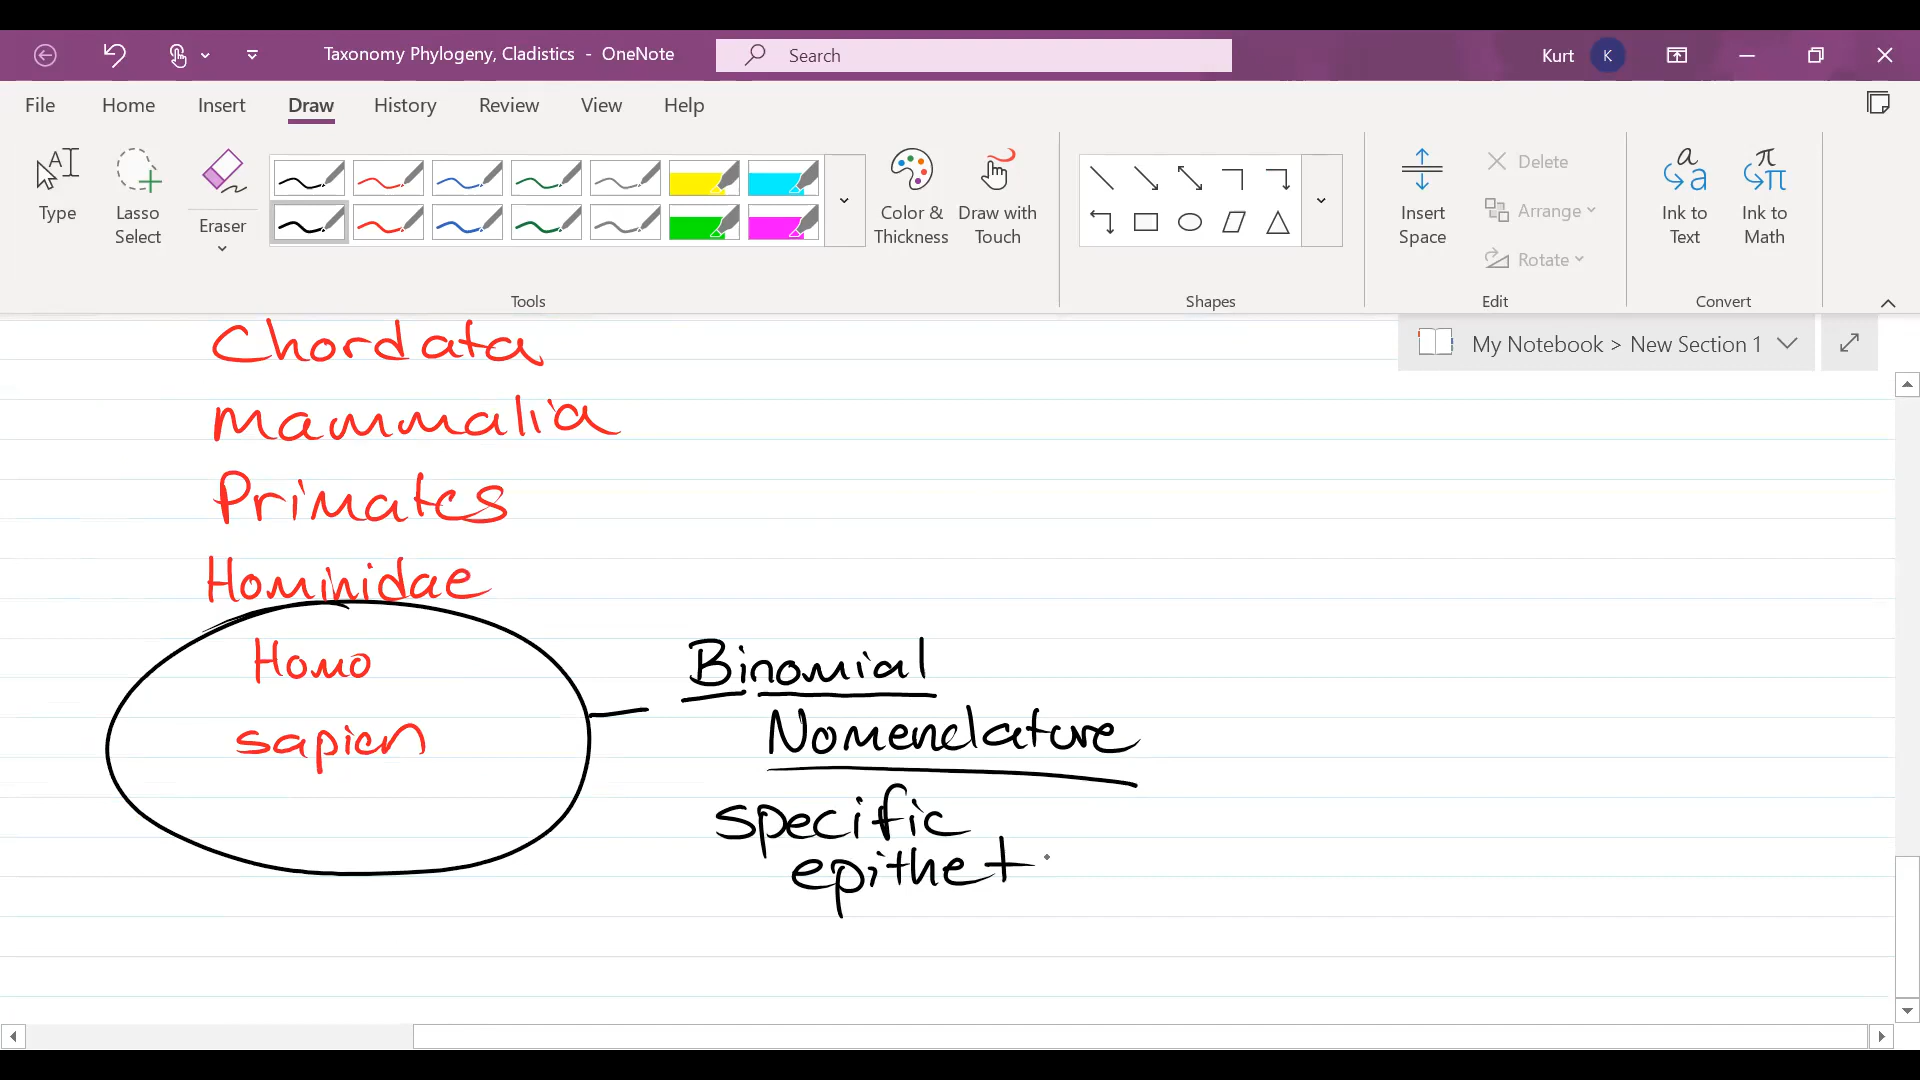 Taxonomy Phylogeny, Cladistics - OneNote
Search
Kurt
K
File Home Insert Draw History Review View Help
Type
Lasso Select
Eraser
Color & Thickness
Draw with Touch
Insert Space
Delete
Arrange
Rotate
Ink to Text
Ink to Math
Tools
Shapes
Edit
Convert
My Notebook > New Section 1
Chordata
Mammalia
Primates
Hominidae
Homo
sapien
Binomial
Nomenclature
specific
epithet